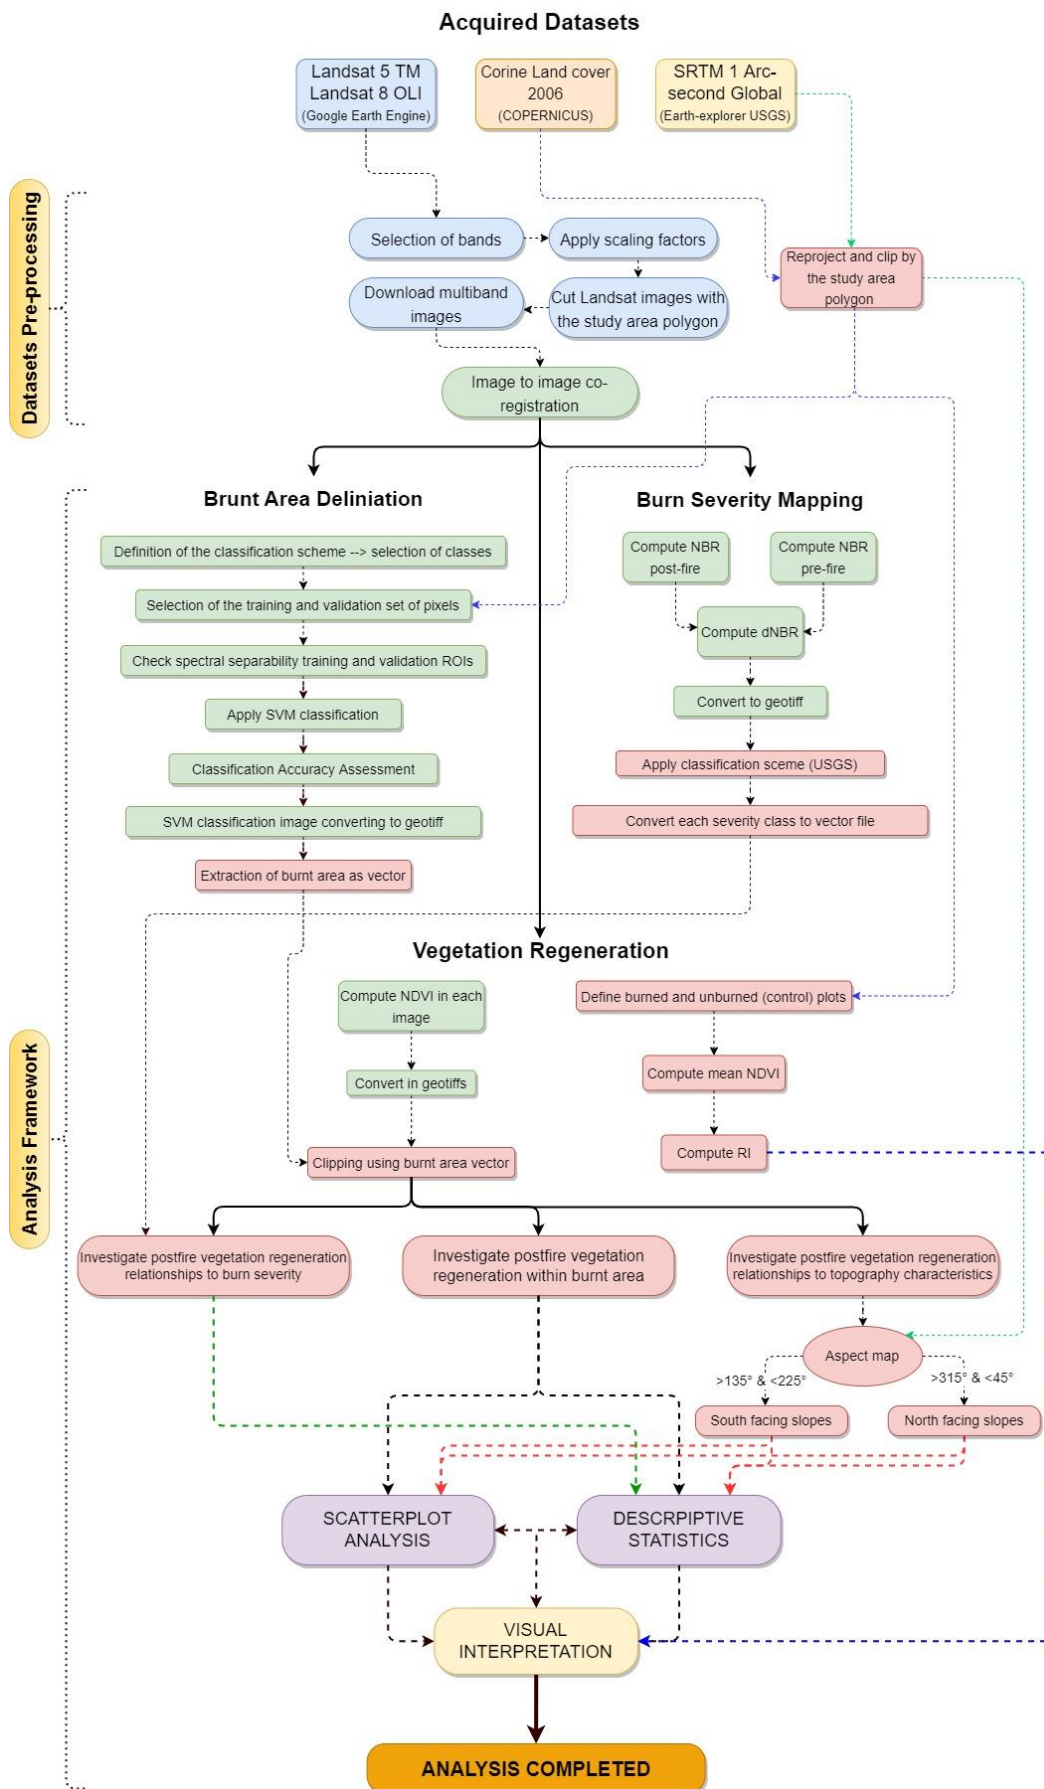 Acquired Datasets
Landsat 5 TM
Landsat 8 OLI
(Google Earth Engine)
Corine Land cover
2006
(COPERNICUS)
SRTM 1 Arc-
second Global
(Earth-explorer USGS)
Datasets Pre-processing
Selection of bands
Apply scaling factors
Reproject and clip by
the study area
polygon
Download multiband
images
Cut Landsat images with
the study area polygon
Image to image co-
registration
Analysis Framework
Brunt Area Deliniation
Definition of the classification scheme --> selection of classes
Selection of the training and validation set of pixels
Check spectral separability training and validation ROIs
Apply SVM classification
Classification Accuracy Assessment
SVM classification image converting to geotiff
Extraction of burnt area as vector
Burn Severity Mapping
Compute NBR
post-fire
Compute NBR
pre-fire
Compute dNBR
Convert to geotiff
Apply classification sceme (USGS)
Convert each severity class to vector file
Vegetation Regeneration
Compute NDVI in each
image
Convert in geotiffs
Clipping using burnt area vector
Define burned and unburned (control) plots
Compute mean NDVI
Compute RI
Investigate postfire vegetation regeneration
relationships to burn severity
Investigate postfire vegetation
regeneration within burnt area
Investigate postfire vegetation regeneration
relationships to topography characteristics
Aspect map
>135° & <225°
>315° & <45°
South facing slopes
North facing slopes
SCATTERPLOT
ANALYSIS
DESCRPIPTIVE
STATISTICS
VISUAL
INTERPRETATION
ANALYSIS COMPLETED